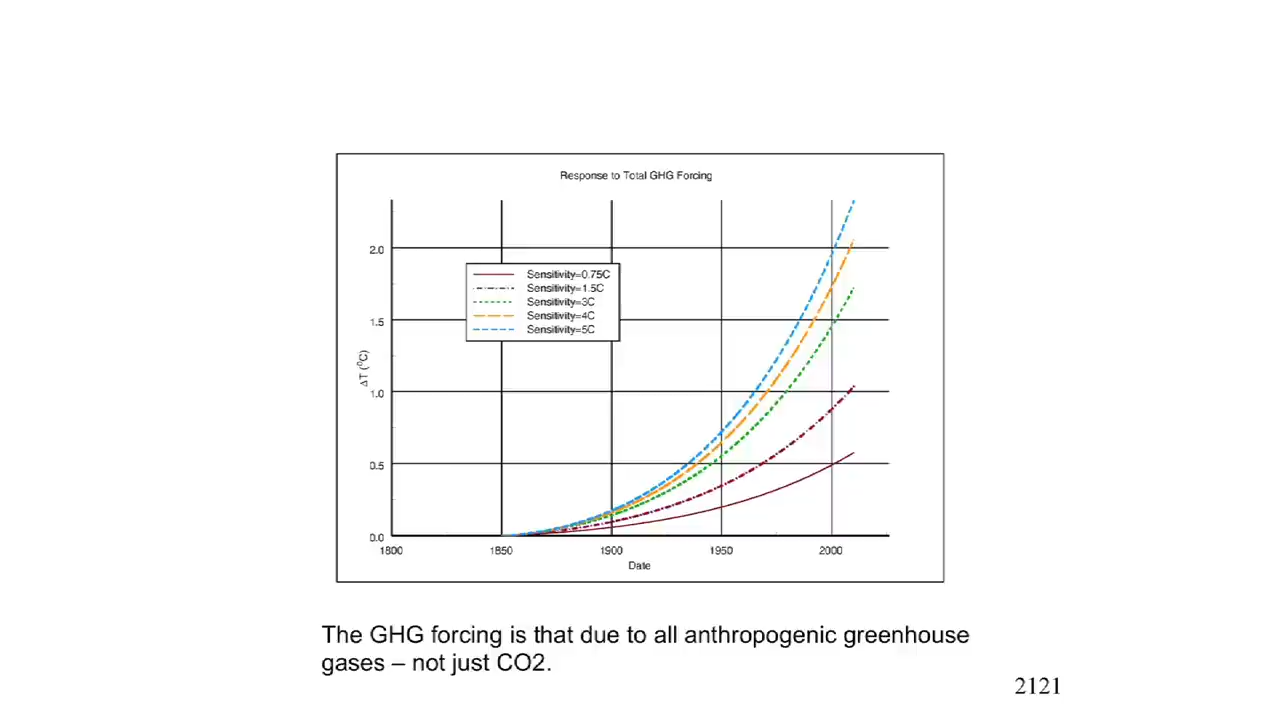 Response to Total GHG Forcing
2.0
1.5
1.0
0.5
0.0
ΔT (⁰C)
Sensitivity=0.75C
Sensitivity=1.5C
Sensitivity=3C
Sensitivity=4C
Sensitivity=5C
1800 1850 1900 1950 2000
Date
The GHG forcing is that due to all anthropogenic greenhouse
gases – not just CO2.
2121